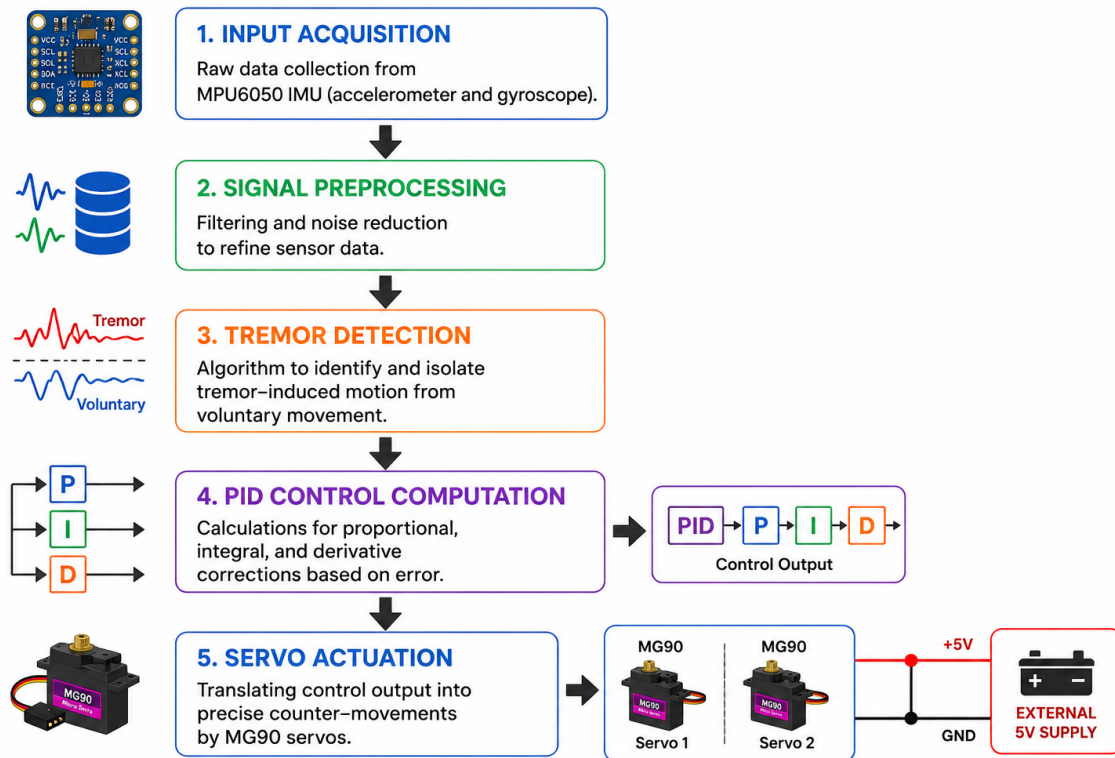 1. INPUT ACQUISITION
Raw data collection from
MPU6050 IMU (accelerometer and gyroscope).
VCC
SCL
VCC
SCL
XCL
2. SIGNAL PREPROCESSING
Filtering and noise reduction
to refine sensor data.
Tremor
Voluntary
3. TREMOR DETECTION
Algorithm to identify and isolate
tremor–induced motion from
voluntary movement.
P
I
D
4. PID CONTROL COMPUTATION
Calculations for proportional,
integral, and derivative
corrections based on error.
PID
P
I
D
Control Output
MG90
Micro Servo
5. SERVO ACTUATION
Translating control output into
precise counter–movements
by MG90 servos.
MG90
MG90
MG90
MG90
Servo 1
Servo 2
+5V
GND
+ −
EXTERNAL
5V SUPPLY